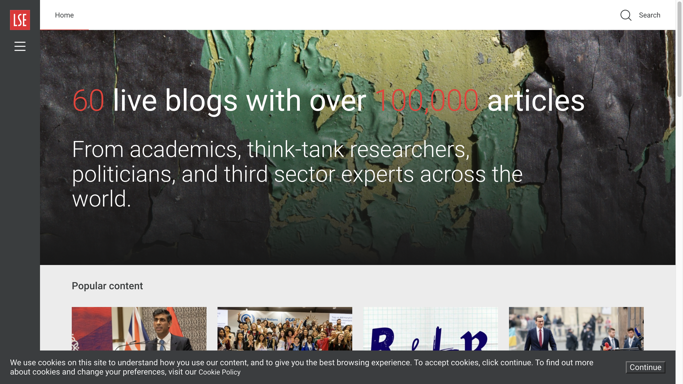 LSE
Home
Search
60 live blogs with over 100,000 articles
From academics, think-tank researchers,
politicians, and third sector experts across the
world.
Popular content
We use cookies on this site to understand how you use our content, and to give you the best browsing experience. To accept cookies, click continue. To find out more
about cookies and change your preferences, visit our Cookie Policy
Continue